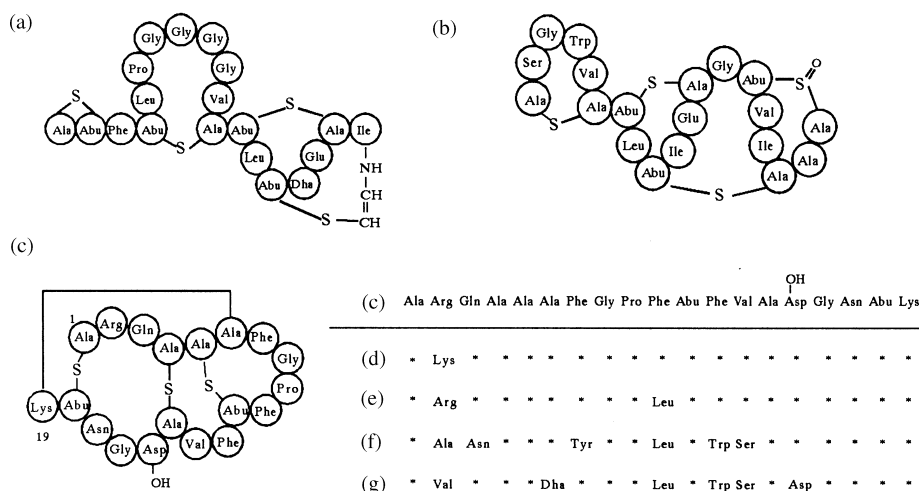 (a)
Gly Gly Gly
Pro Gly
Leu Val
S S
Ala Abu Phe Abu Ala Abu Ala Ile
S
Leu Glu NH
Abu Dha CH
S CH
(b)
Gly Trp Gly
Ser Val S Ala Abu S O
Ala S Ala Abu Glu Val Ala
Leu Ile Ile Ala
Abu Ala
S
(c)
1 Ala Arg Gln Ala Ala Ala Phe
Gly
S S S Pro
Lys Abu Ala Abu Phe
19 Asn Gly Asp Val Phe
OH
OH
(c) Ala Arg Gln Ala Ala Ala Phe Gly Pro Phe Abu Phe Val Ala Asp Gly Asn Abu Lys
(d) * Lys * * * * * * * * * * * * * * * * *
(e) * Arg * * * * * * * Leu * * * * * * * * *
(f) * Ala Asn * * * Tyr * * Leu * Trp Ser * * * * * *
(g) * Val * * * Dha * * * Leu * Trp Ser * Asp * * * *